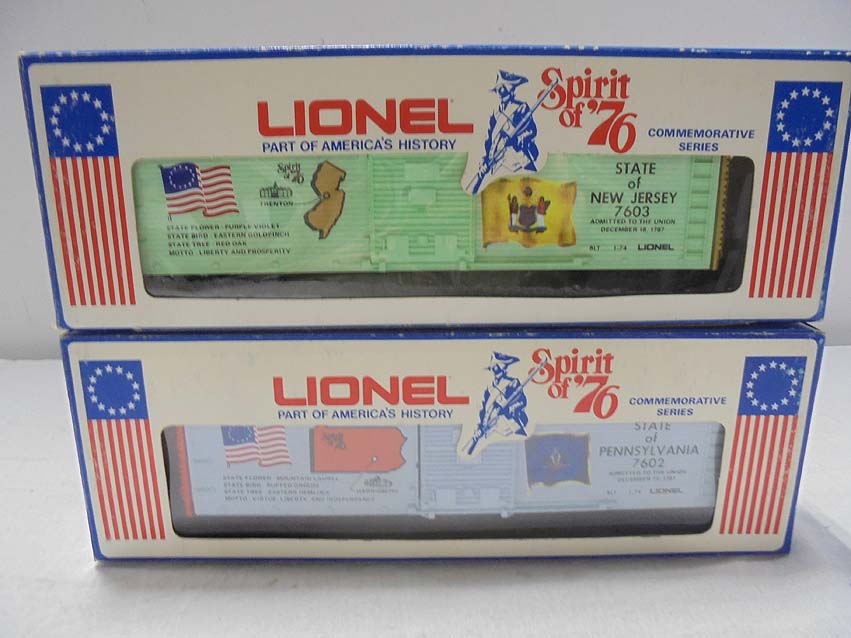 LIONEL
PART OF AMERICA'S HISTORY
Spirit
of '76
COMMEMORATIVE
SERIES
Spirit
of '76
TRENTON
STATE FLOWER - PURPLE VIOLET
STATE BIRD - EASTERN GOLDFINCH
STATE TREE - RED OAK
MOTTO - LIBERTY AND PROSPERITY
STATE
of
NEW JERSEY
7603
ADMITTED TO THE UNION
DECEMBER 18, 1787
BLT 1-74 LIONEL
LIONEL
PART OF AMERICA'S HISTORY
Spirit
of '76
COMMEMORATIVE
SERIES
HARRISBURG
STATE FLOWER - MOUNTAIN LAUREL
STATE BIRD - RUFFED GROUSE
STATE TREE - EASTERN HEMLOCK
MOTTO - VIRTUE, LIBERTY, AND INDEPENDENCE
STATE
of
PENNSYLVANIA
7602
ADMITTED TO THE UNION
DECEMBER 12, 1787
BLT 1-74 LIONEL